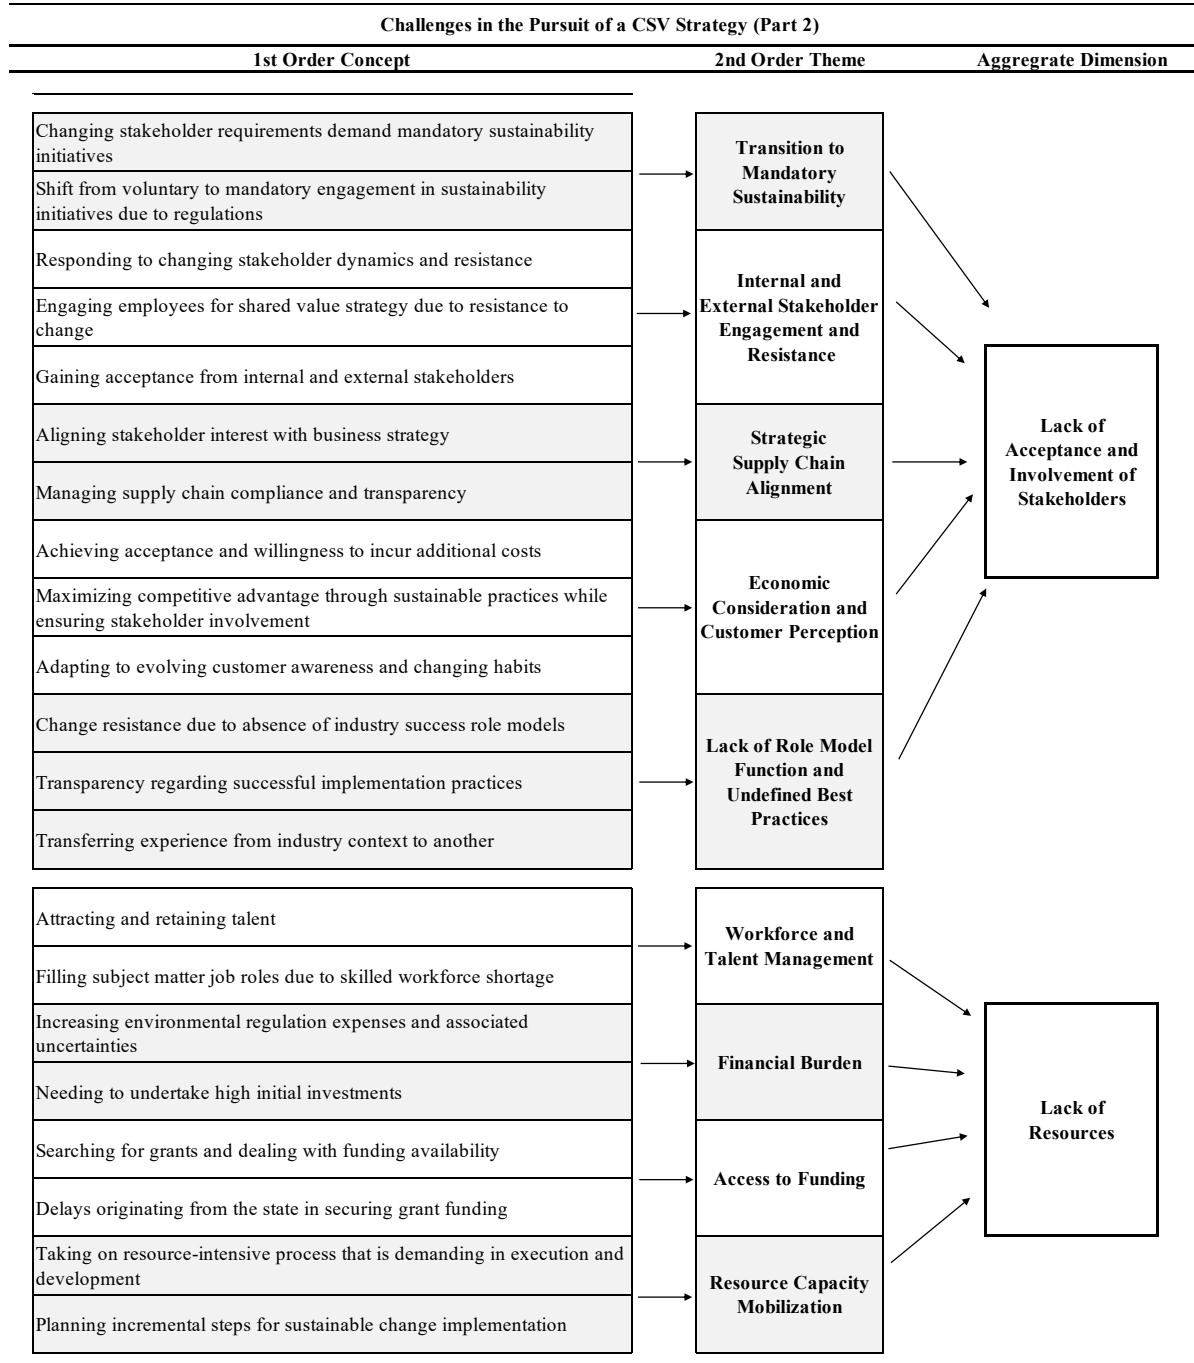 Challenges in the Pursuit of a CSV Strategy (Part 2)
1st Order Concept
2nd Order Theme
Aggregrate Dimension
Changing stakeholder requirements demand mandatory sustainability
initiatives
Shift from voluntary to mandatory engagement in sustainability
initiatives due to regulations
Transition to
Mandatory
Sustainability
Responding to changing stakeholder dynamics and resistance
Engaging employees for shared value strategy due to resistance to
change
Gaining acceptance from internal and external stakeholders
Internal and
External Stakeholder
Engagement and
Resistance
Aligning stakeholder interest with business strategy
Managing supply chain compliance and transparency
Strategic
Supply Chain
Alignment
Achieving acceptance and willingness to incur additional costs
Maximizing competitive advantage through sustainable practices while
ensuring stakeholder involvement
Adapting to evolving customer awareness and changing habits
Economic
Consideration and
Customer Perception
Change resistance due to absence of industry success role models
Transparency regarding successful implementation practices
Transferring experience from industry context to another
Lack of Role Model
Function and
Undefined Best
Practices
Lack of
Acceptance and
Involvement of
Stakeholders
Attracting and retaining talent
Filling subject matter job roles due to skilled workforce shortage
Workforce and
Talent Management
Increasing environmental regulation expenses and associated
uncertainties
Needing to undertake high initial investments
Financial Burden
Searching for grants and dealing with funding availability
Delays originating from the state in securing grant funding
Access to Funding
Taking on resource-intensive process that is demanding in execution and
development
Planning incremental steps for sustainable change implementation
Resource Capacity
Mobilization
Lack of
Resources